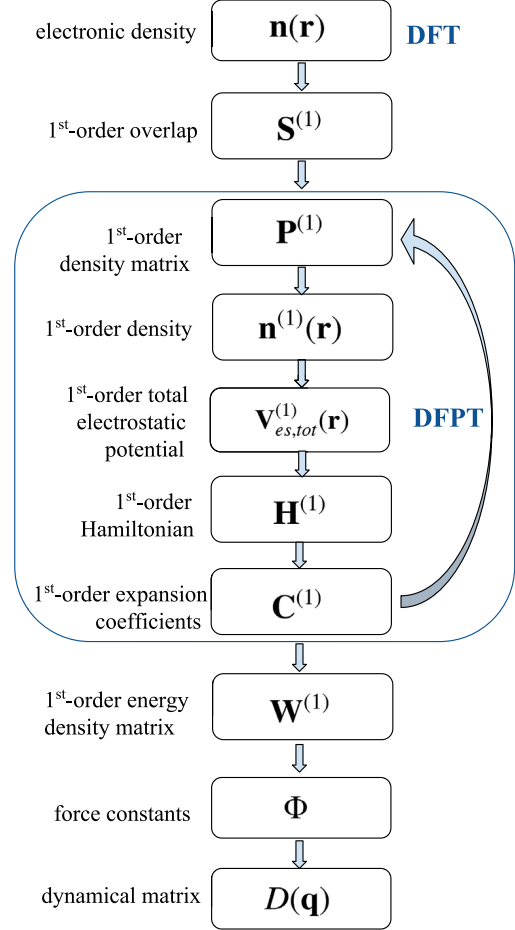 electronic density
n(r)
DFT
1st-order overlap
S(1)
1st-order
density matrix
P(1)
1st-order density
n(1)(r)
1st-order total
electrostatic
potential
V(1)es,tot(r)
DFPT
1st-order
Hamiltonian
H(1)
1st-order expansion
coefficients
C(1)
1st-order energy
density matrix
W(1)
force constants
Φ
dynamical matrix
D(q)